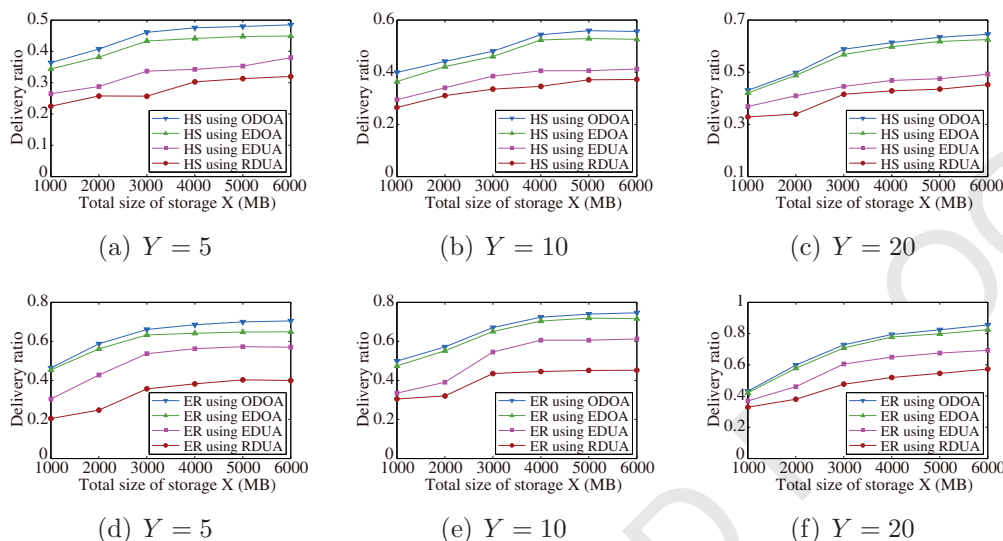 0.5
0.4
0.3
0.2
0.1
0
Delivery ratio
HS using ODOA
HS using EDOA
HS using EDUA
HS using RDUA
1000 2000 3000 4000 5000 6000
Total size of storage X (MB)
(a) Y = 5
0.6
0.4
0.2
0
Delivery ratio
HS using ODOA
HS using EDOA
HS using EDUA
HS using RDUA
1000 2000 3000 4000 5000 6000
Total size of storage X (MB)
(b) Y = 10
0.7
0.5
0.3
0.1
Delivery ratio
HS using ODOA
HS using EDOA
HS using EDUA
HS using RDUA
1000 2000 3000 4000 5000 6000
Total size of storage X (MB)
(c) Y = 20
0.8
0.6
0.4
0.2
0
Delivery ratio
ER using ODOA
ER using EDOA
ER using EDUA
ER using RDUA
1000 2000 3000 4000 5000 6000
Total size of storage X (MB)
(d) Y = 5
0.8
0.6
0.4
0.2
0
Delivery ratio
ER using ODOA
ER using EDOA
ER using EDUA
ER using RDUA
1000 2000 3000 4000 5000 6000
Total size of storage X (MB)
(e) Y = 10
1
0.8
0.6
0.4
0.2
0
Delivery ratio
ER using ODOA
ER using EDOA
ER using EDUA
ER using RDUA
1000 2000 3000 4000 5000 6000
Total size of storage X (MB)
(f) Y = 20